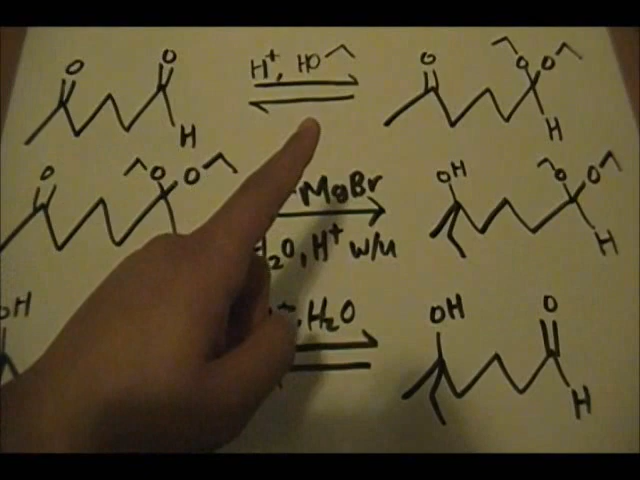 O O H⁺, HO O O O
H H
O O O MgBr OH O O
H₂O, H⁺ w/u H
OH ⁺, H₂O OH O
H